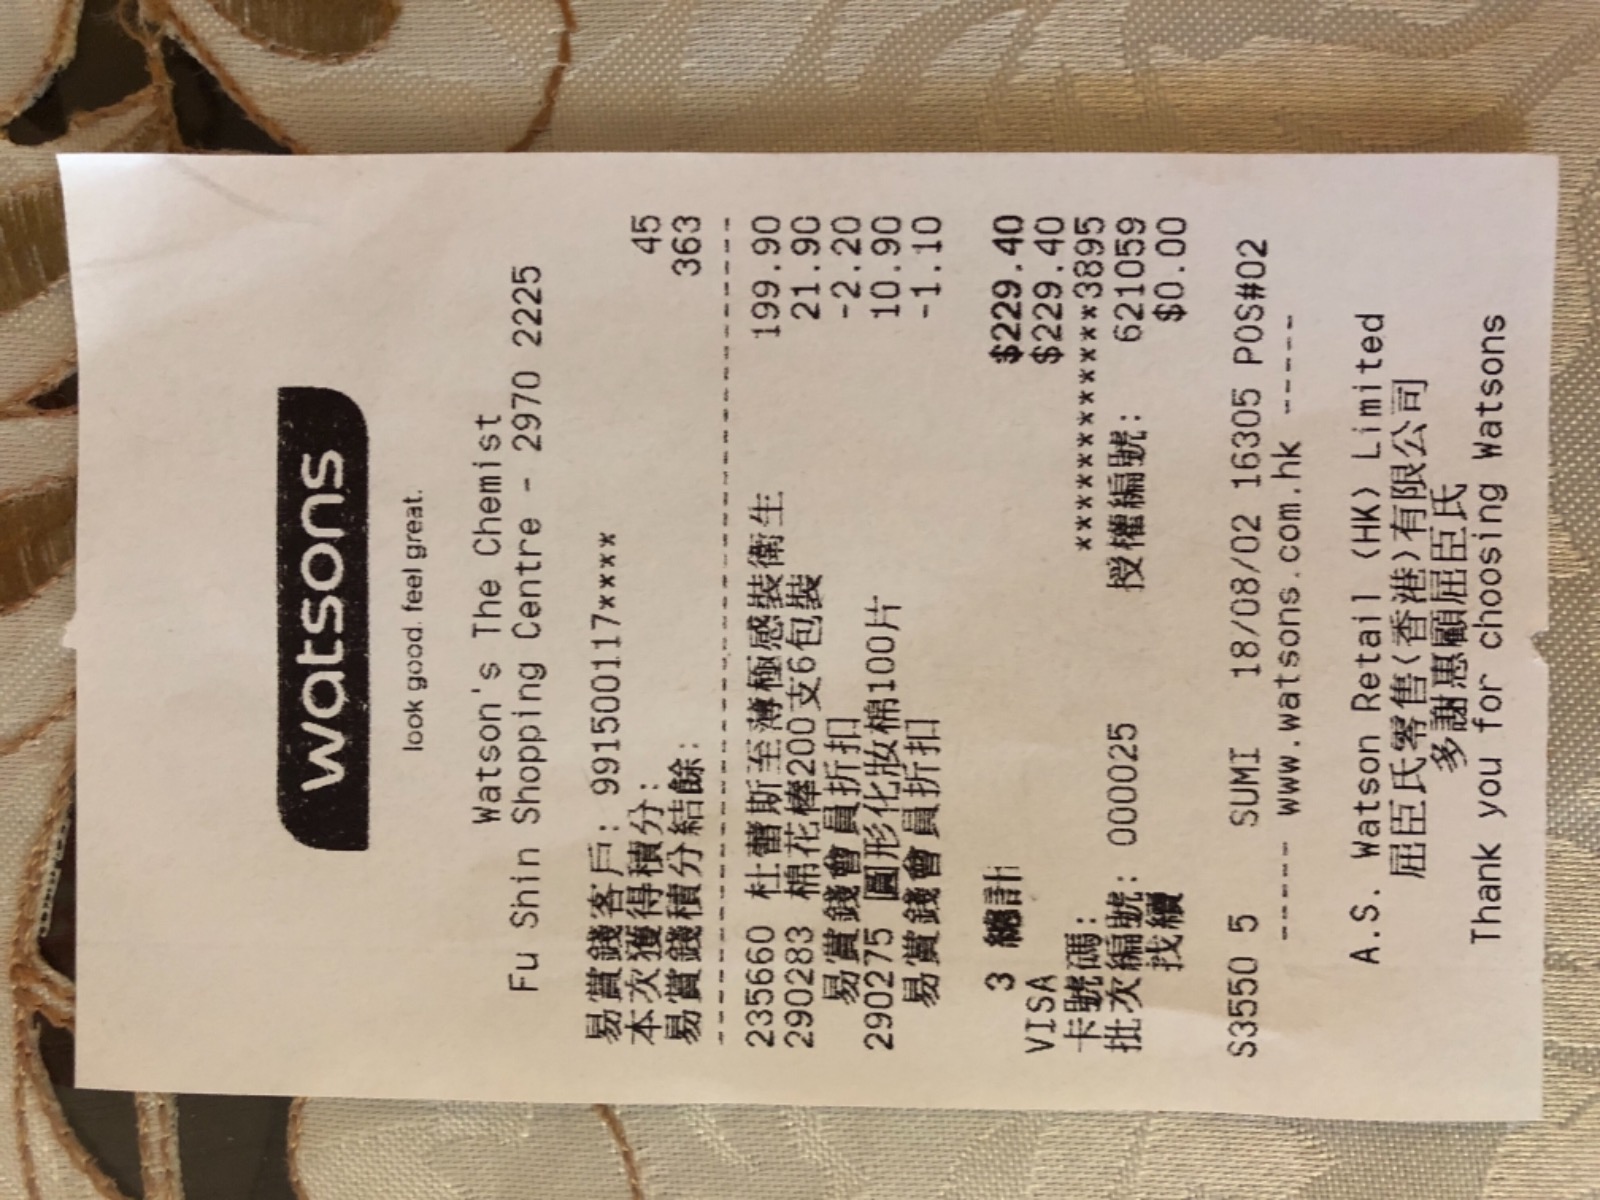 watsons
look good. feel great.
Watson's The Chemist
Fu Shin Shopping Centre - 2970 2225
易賞錢客戶: 991500117****
本次獲得積分: 45
易賞錢積分結餘: 363
235660 杜蕾斯至薄極感裝衛生 199.90
290283 棉花棒200支6包裝 21.90
易賞錢會員折扣 -2.20
290275 圓形化妝棉100片 10.90
易賞錢會員折扣 -1.10
3 總計 $229.40
VISA $229.40
卡號碼: ************3895
批次編號: 000025 授權編號: 621059
找續 $0.00
S3550 5 SUMI 18/08/02 16305 POS#02
----- www.watsons.com.hk -----
A.S. Watson Retail (HK) Limited
屈臣氏零售(香港)有限公司
多謝惠顧屈臣氏
Thank you for choosing Watsons